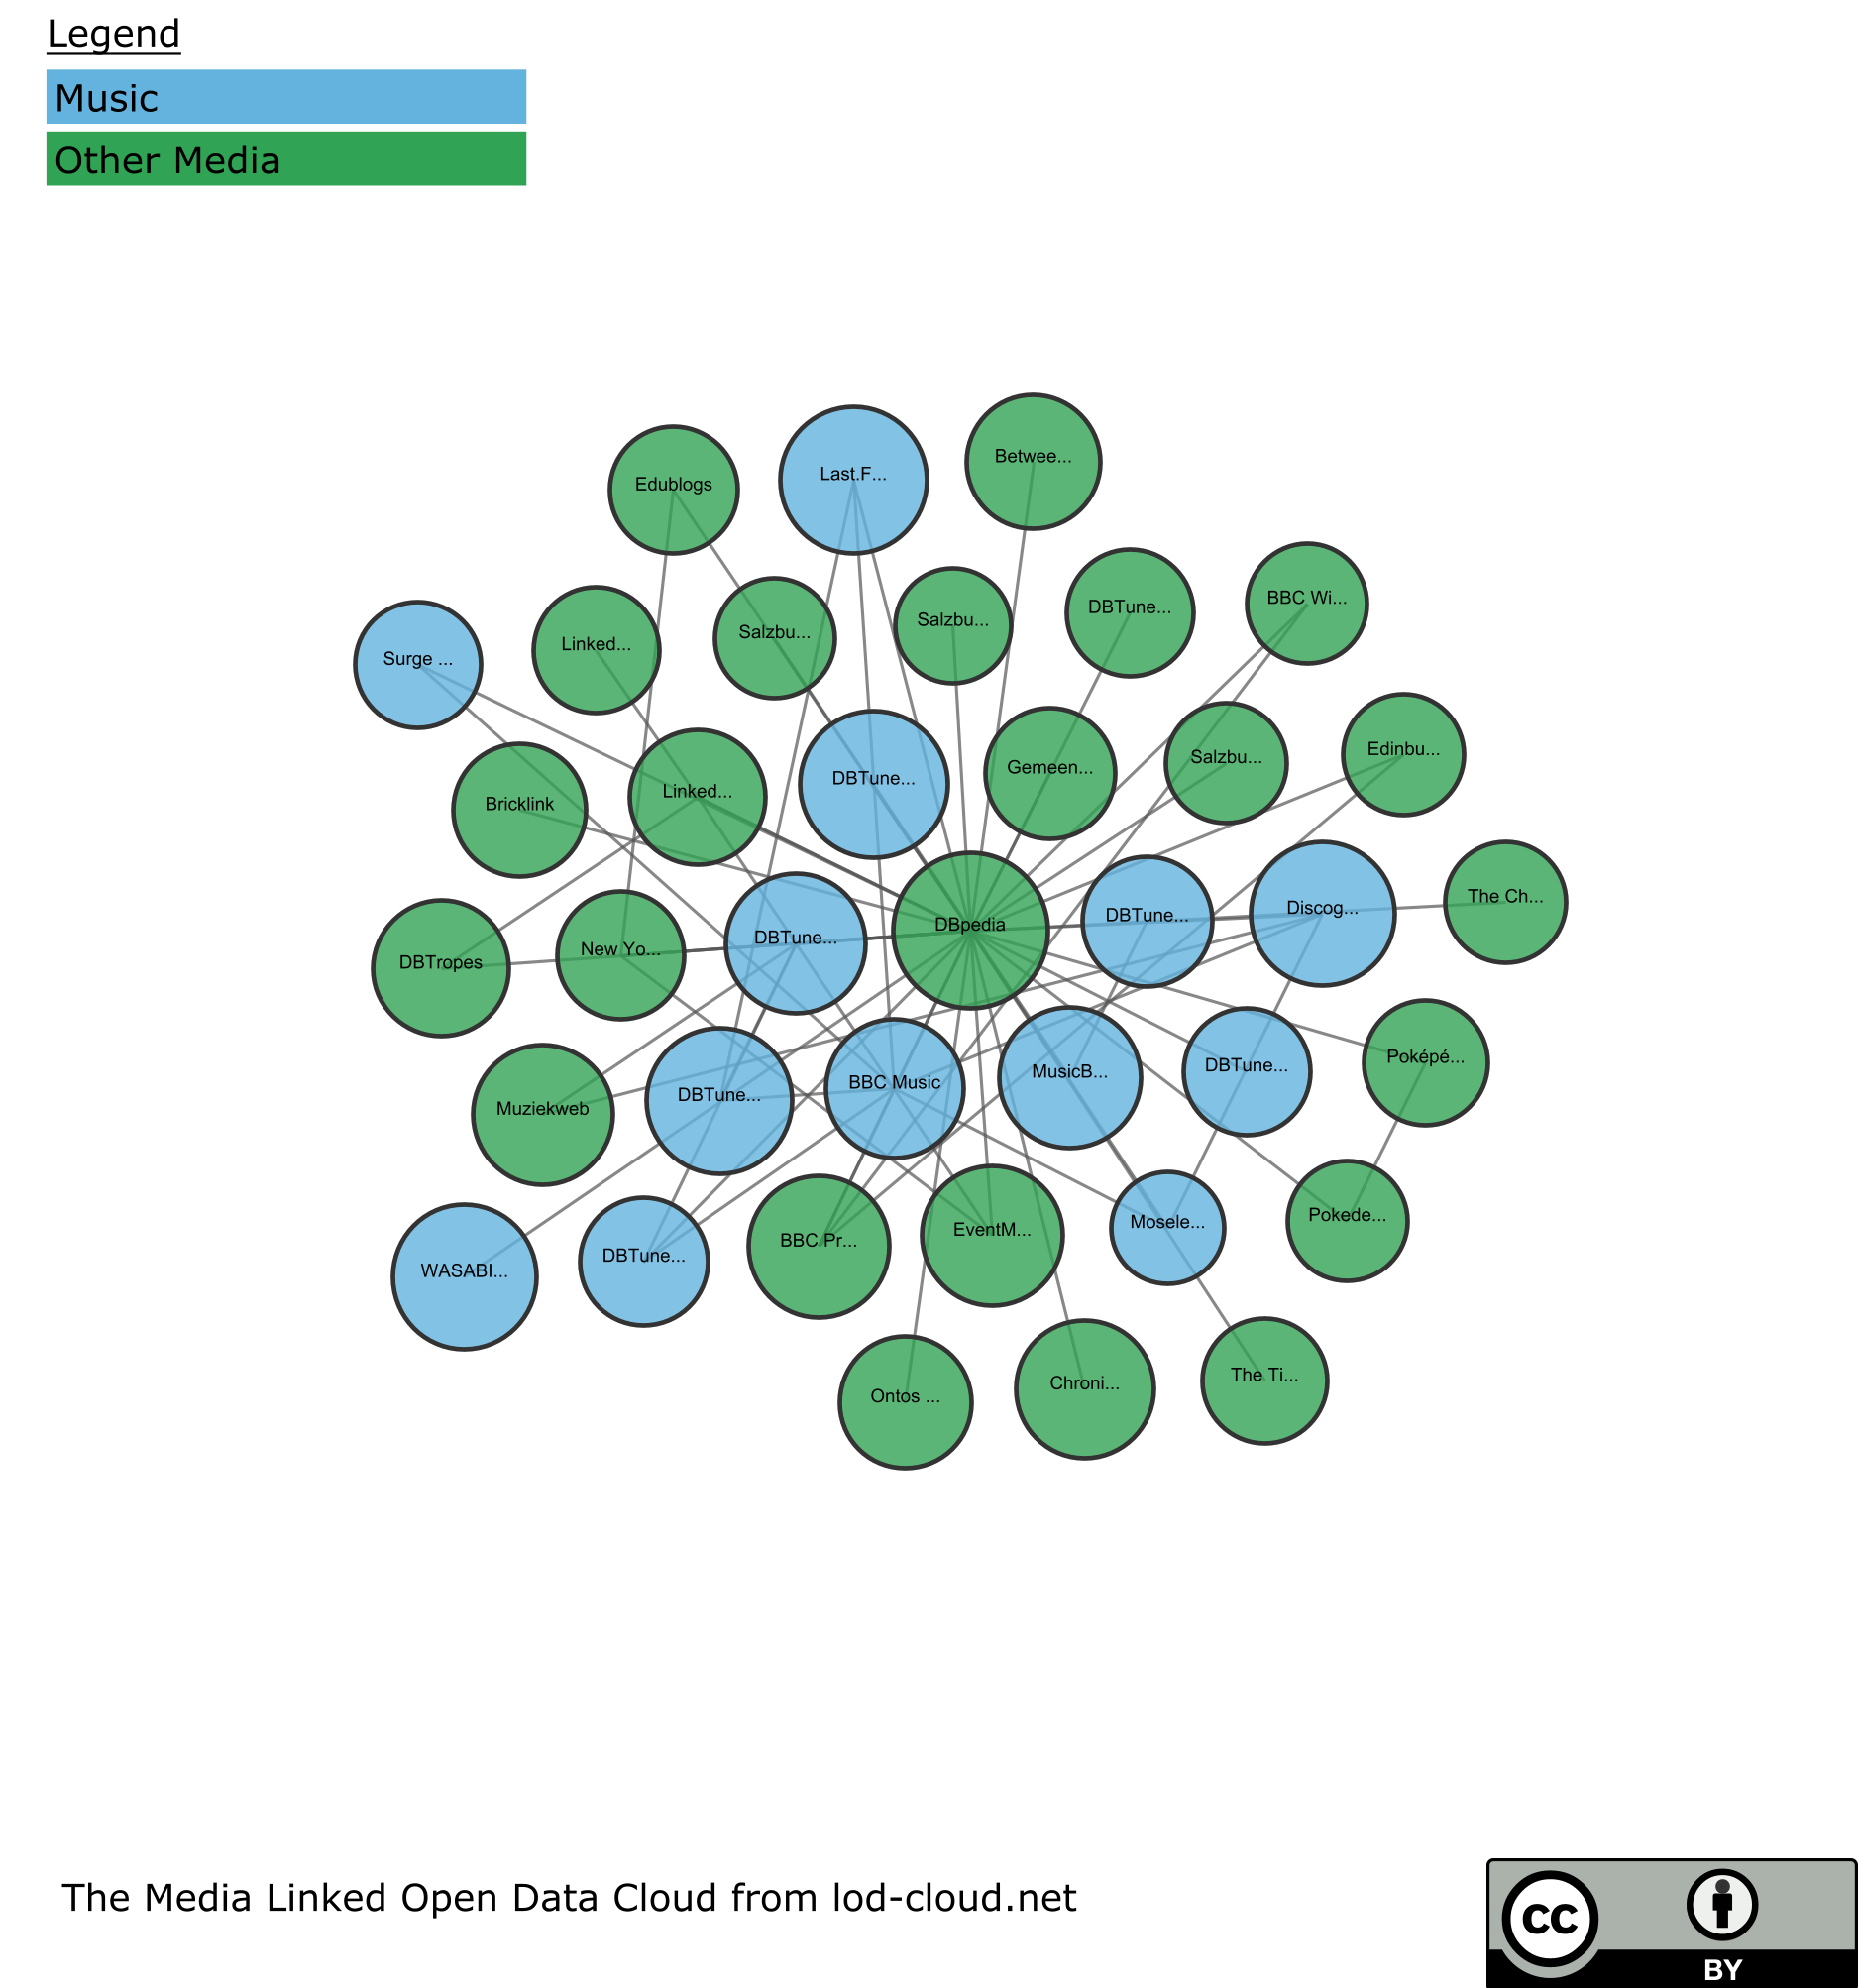 Legend
Music
Other Media
Betwee...
Last.F...
Edublogs
BBC Wi...
DBTune...
Salzbu...
Salzbu...
Linked...
Surge ...
Edinbu...
Salzbu...
Gemeen...
DBTune...
Linked...
Bricklink
The Ch...
Discog...
DBTune...
DBpedia
DBTune...
New Yo...
DBTropes
Poképé...
DBTune...
MusicB...
BBC Music
DBTune...
Muziekweb
Pokede...
Mosele...
EventM...
BBC Pr...
DBTune...
WASABI...
The Ti...
Chroni...
Ontos ...
The Media Linked Open Data Cloud from lod-cloud.net
cc
BY